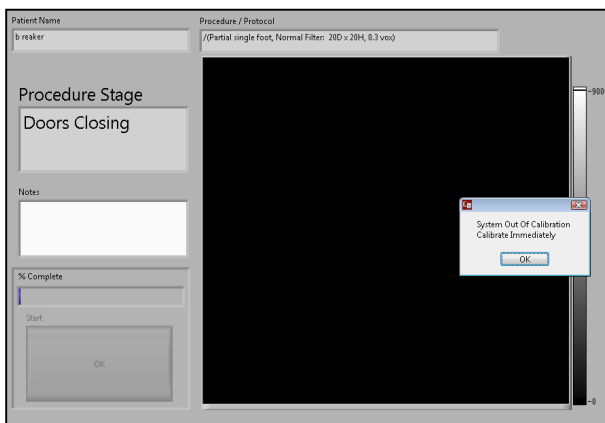 Patient Name
b reaker
Procedure / Protocol
/(Partial single foot, Normal Filter: 20D x 20H, 0.3 vox)
Procedure Stage
Doors Closing
Notes
% Complete
Start
OK
900
System Out Of Calibration
Calibrate Immediately
OK
0